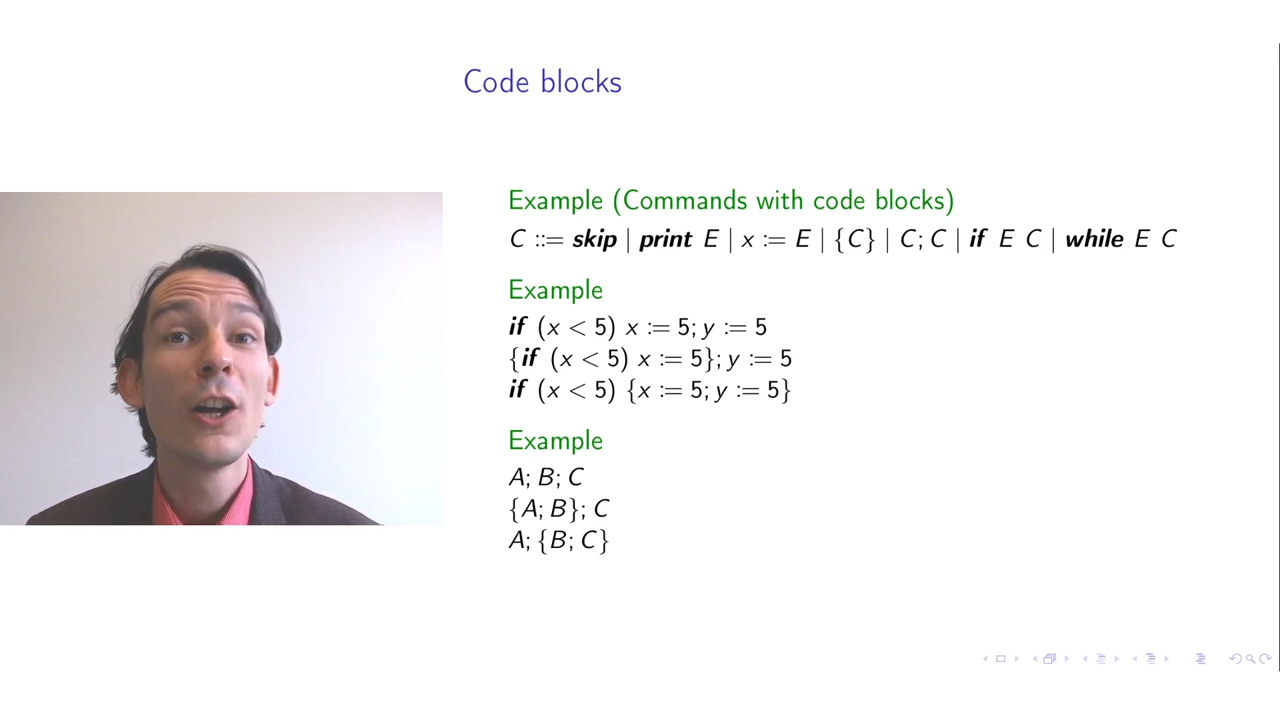 Code blocks
Example (Commands with code blocks)
C ::= skip | print E | x := E | {C} | C; C | if E C | while E C
Example
if (x < 5) x := 5; y := 5
{if (x < 5) x := 5}; y := 5
if (x < 5) {x := 5; y := 5}
Example
A; B; C
{A; B}; C
A; {B; C}